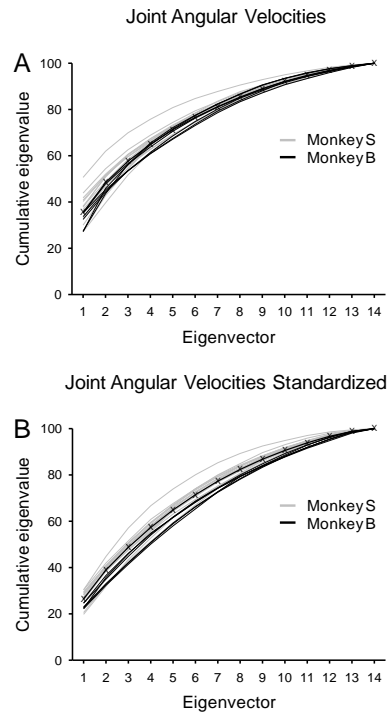 Joint Angular Velocities
A
100
80
60
40
20
0
Cumulative eigenvalue
Monkey S
Monkey B
1 2 3 4 5 6 7 8 9 10 11 12 13 14
Eigenvector
Joint Angular Velocities Standardized
B
100
80
60
40
20
0
Cumulative eigenvalue
Monkey S
Monkey B
1 2 3 4 5 6 7 8 9 10 11 12 13 14
Eigenvector